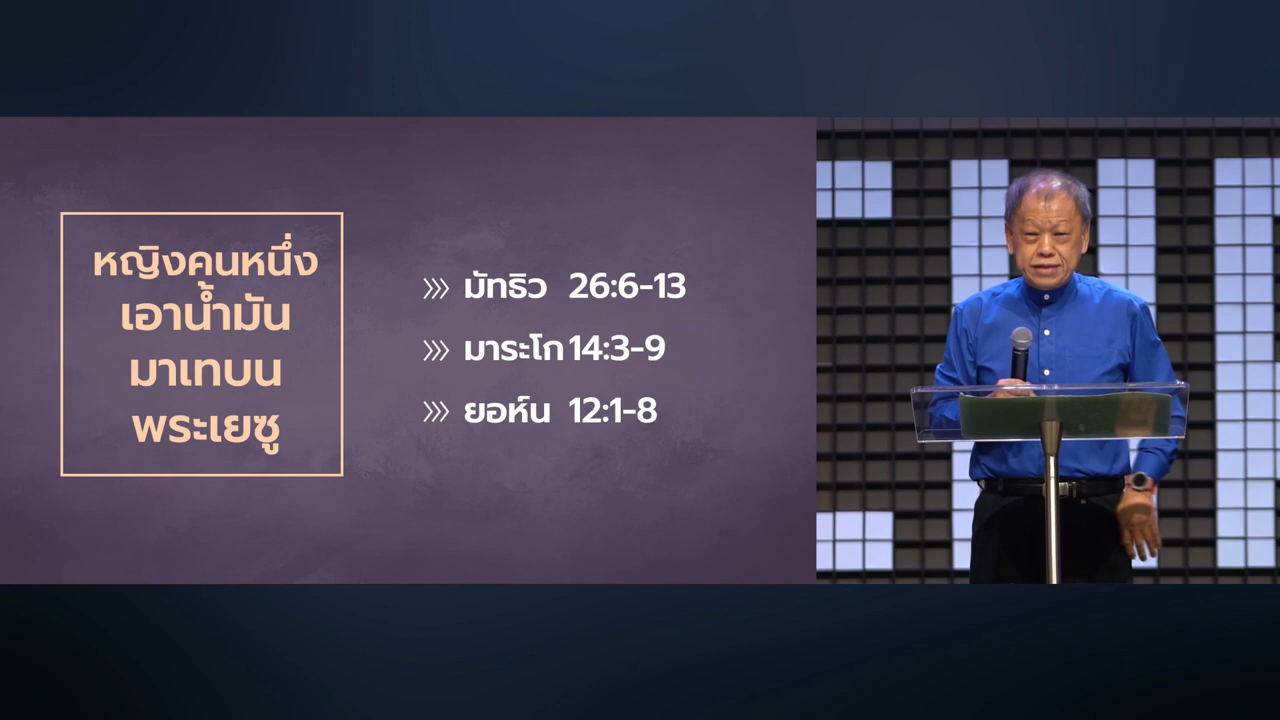 หญิงคนหนึ่ง
เอาน้ำมัน
มาเทบน
พระเยซู
มัทธิว 26:6-13
มาระโก 14:3-9
ยอห์น 12:1-8